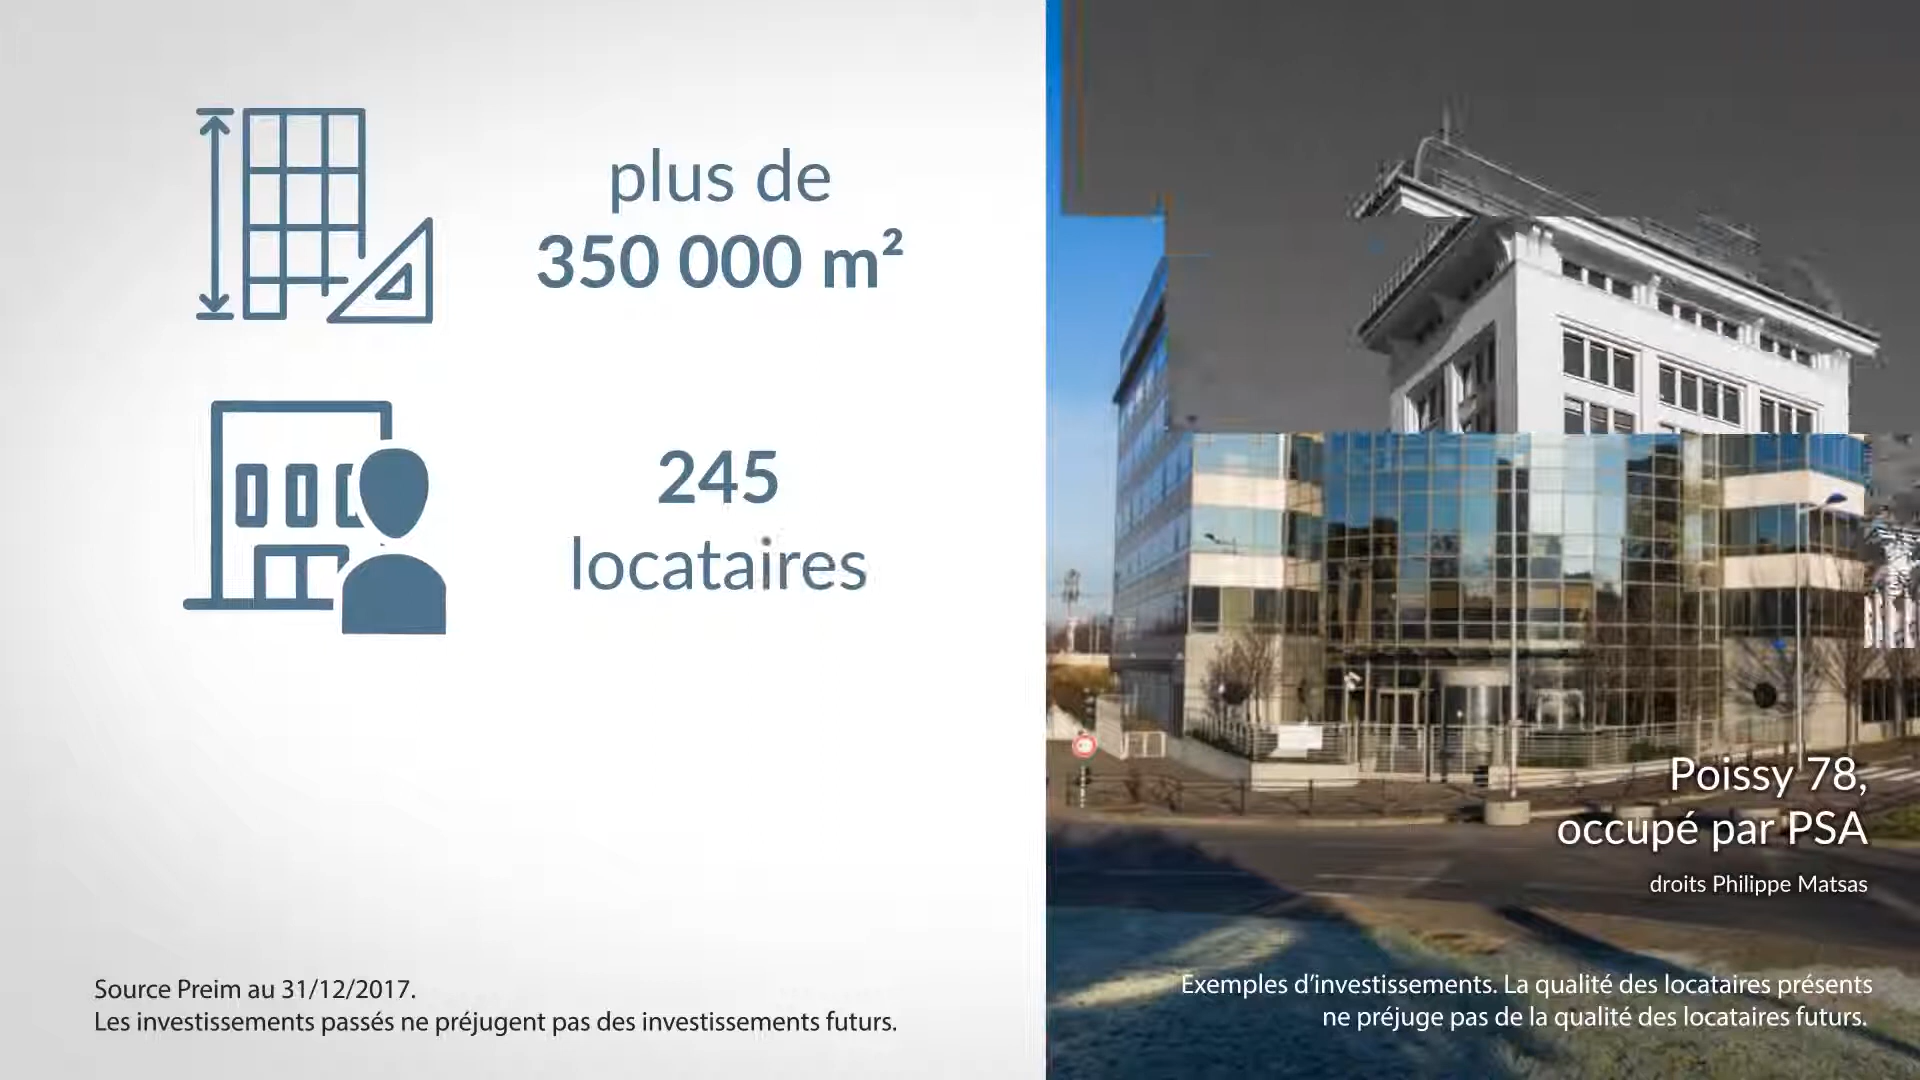 plus de
350 000 m²
245
locataires
Source Preim au 31/12/2017.
Les investissements passés ne préjugent pas des investissements futurs.
Poissy 78,
occupé par PSA
droits Philippe Matsas
Exemples d’investissements. La qualité des locataires présents
ne préjuge pas de la qualité des locataires futurs.